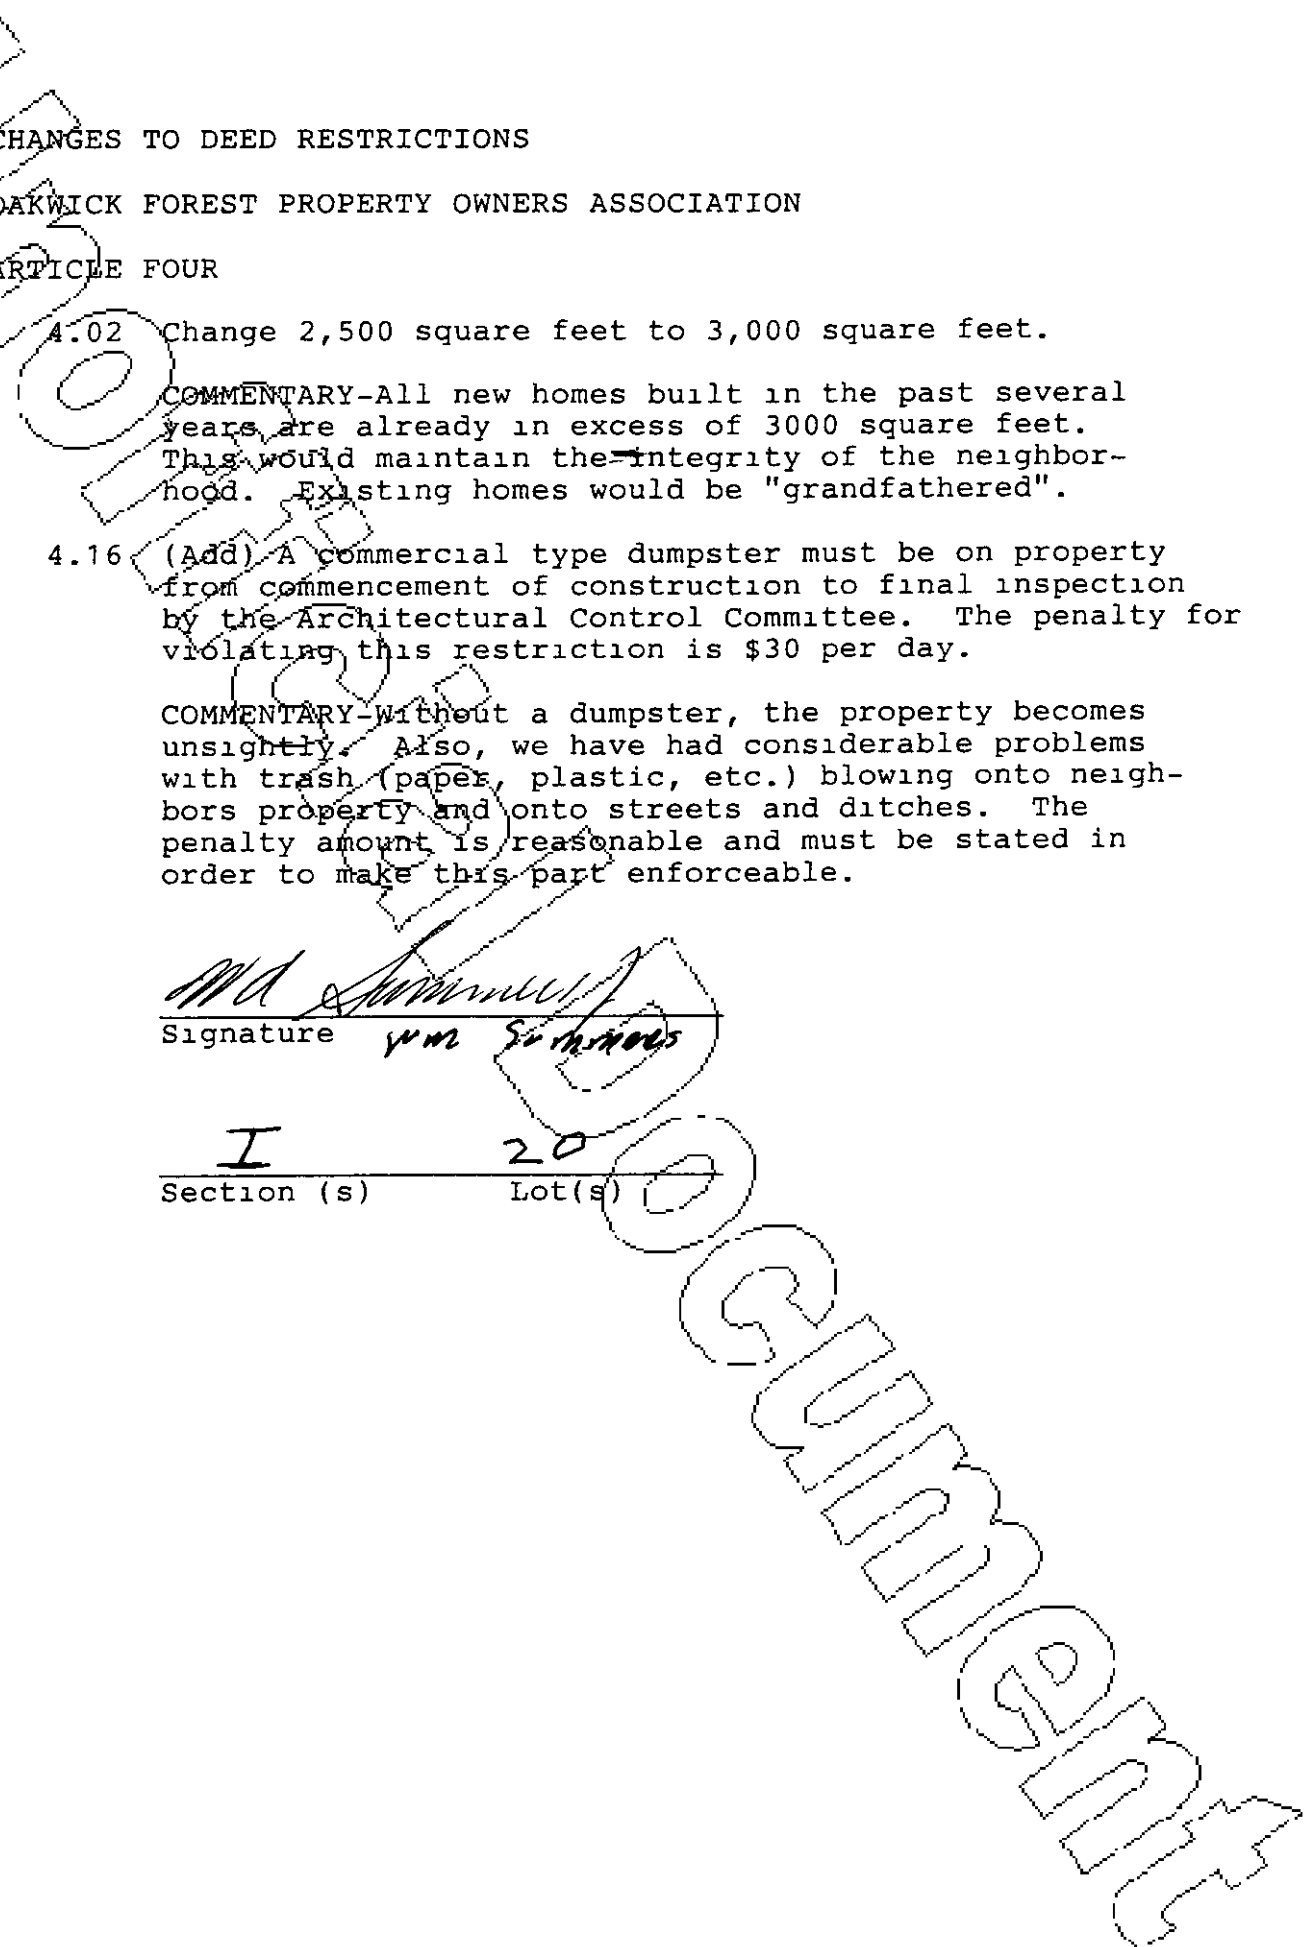 CHANGES TO DEED RESTRICTIONS
OAKWICK FOREST PROPERTY OWNERS ASSOCIATION
ARTICLE FOUR
4.02 Change 2,500 square feet to 3,000 square feet.
COMMENTARY-All new homes built in the past several
years are already in excess of 3000 square feet.
This would maintain the integrity of the neighbor-
hood. Existing homes would be "grandfathered".
4.16 (Add) A commercial type dumpster must be on property
from commencement of construction to final inspection
by the Architectural Control Committee. The penalty for
violating this restriction is $30 per day.
COMMENTARY-Without a dumpster, the property becomes
unsightly. Also, we have had considerable problems
with trash (paper, plastic, etc.) blowing onto neigh-
bors property and onto streets and ditches. The
penalty amount is reasonable and must be stated in
order to make this part enforceable.
Summers
Signature Wm Summers
I 20
Section (s) Lot(s)
Unofficial Document